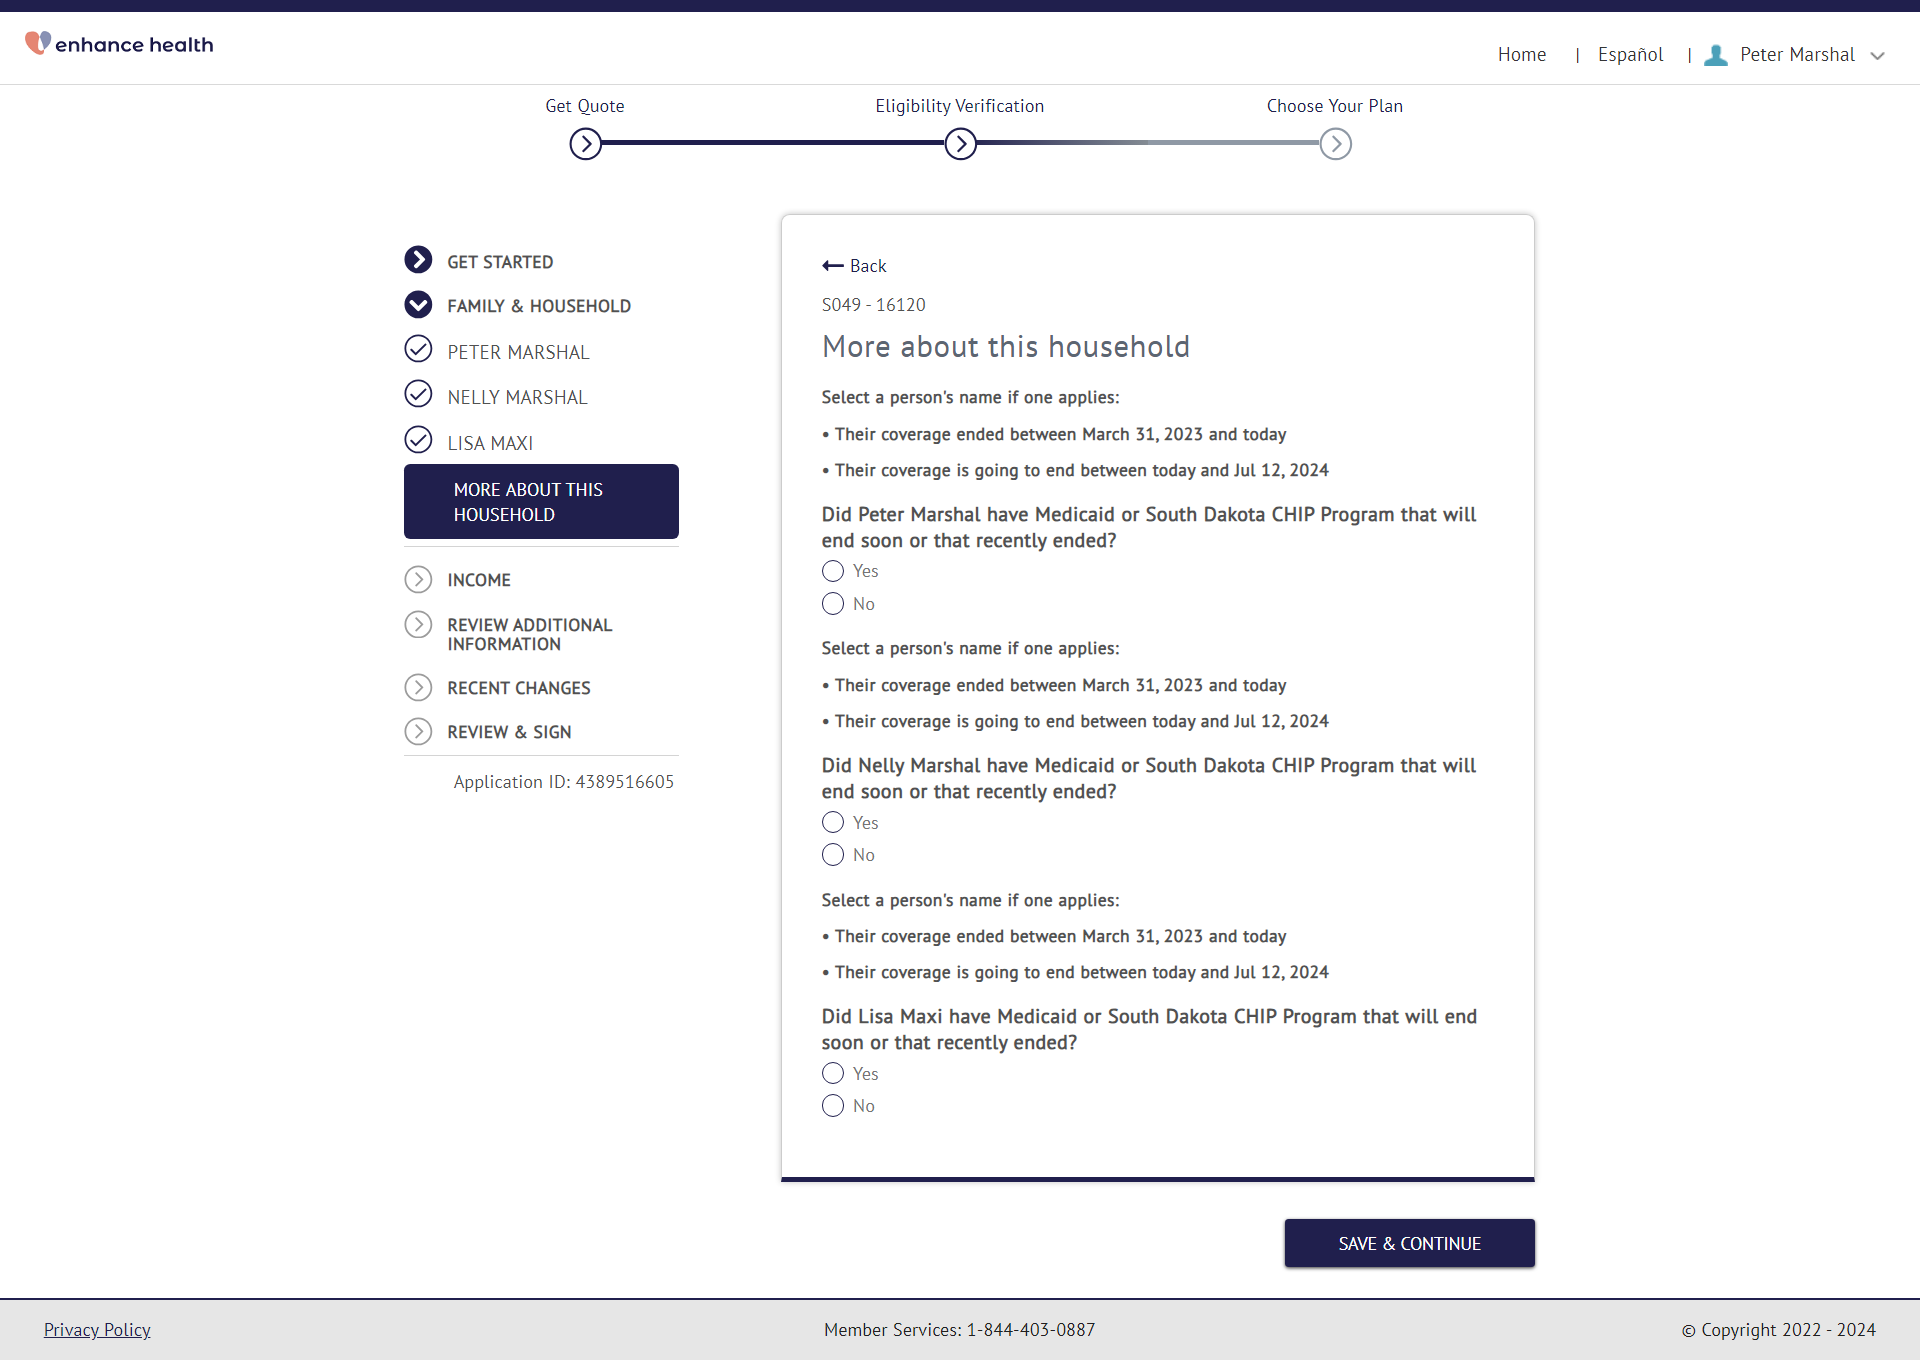 enhance health
Home | Español | Peter Marshal
Get Quote
Eligibility Verification
Choose Your Plan
GET STARTED
FAMILY & HOUSEHOLD
PETER MARSHAL
NELLY MARSHAL
LISA MAXI
MORE ABOUT THIS
HOUSEHOLD
INCOME
REVIEW ADDITIONAL
INFORMATION
RECENT CHANGES
REVIEW & SIGN
Application ID: 4389516605
Back
S049 - 16120
More about this household
Select a person's name if one applies:
• Their coverage ended between March 31, 2023 and today
• Their coverage is going to end between today and Jul 12, 2024
Did Peter Marshal have Medicaid or South Dakota CHIP Program that will
end soon or that recently ended?
Yes
No
Select a person's name if one applies:
• Their coverage ended between March 31, 2023 and today
• Their coverage is going to end between today and Jul 12, 2024
Did Nelly Marshal have Medicaid or South Dakota CHIP Program that will
end soon or that recently ended?
Yes
No
Select a person's name if one applies:
• Their coverage ended between March 31, 2023 and today
• Their coverage is going to end between today and Jul 12, 2024
Did Lisa Maxi have Medicaid or South Dakota CHIP Program that will end
soon or that recently ended?
Yes
No
SAVE & CONTINUE
Privacy Policy
Member Services: 1-844-403-0887
© Copyright 2022 - 2024